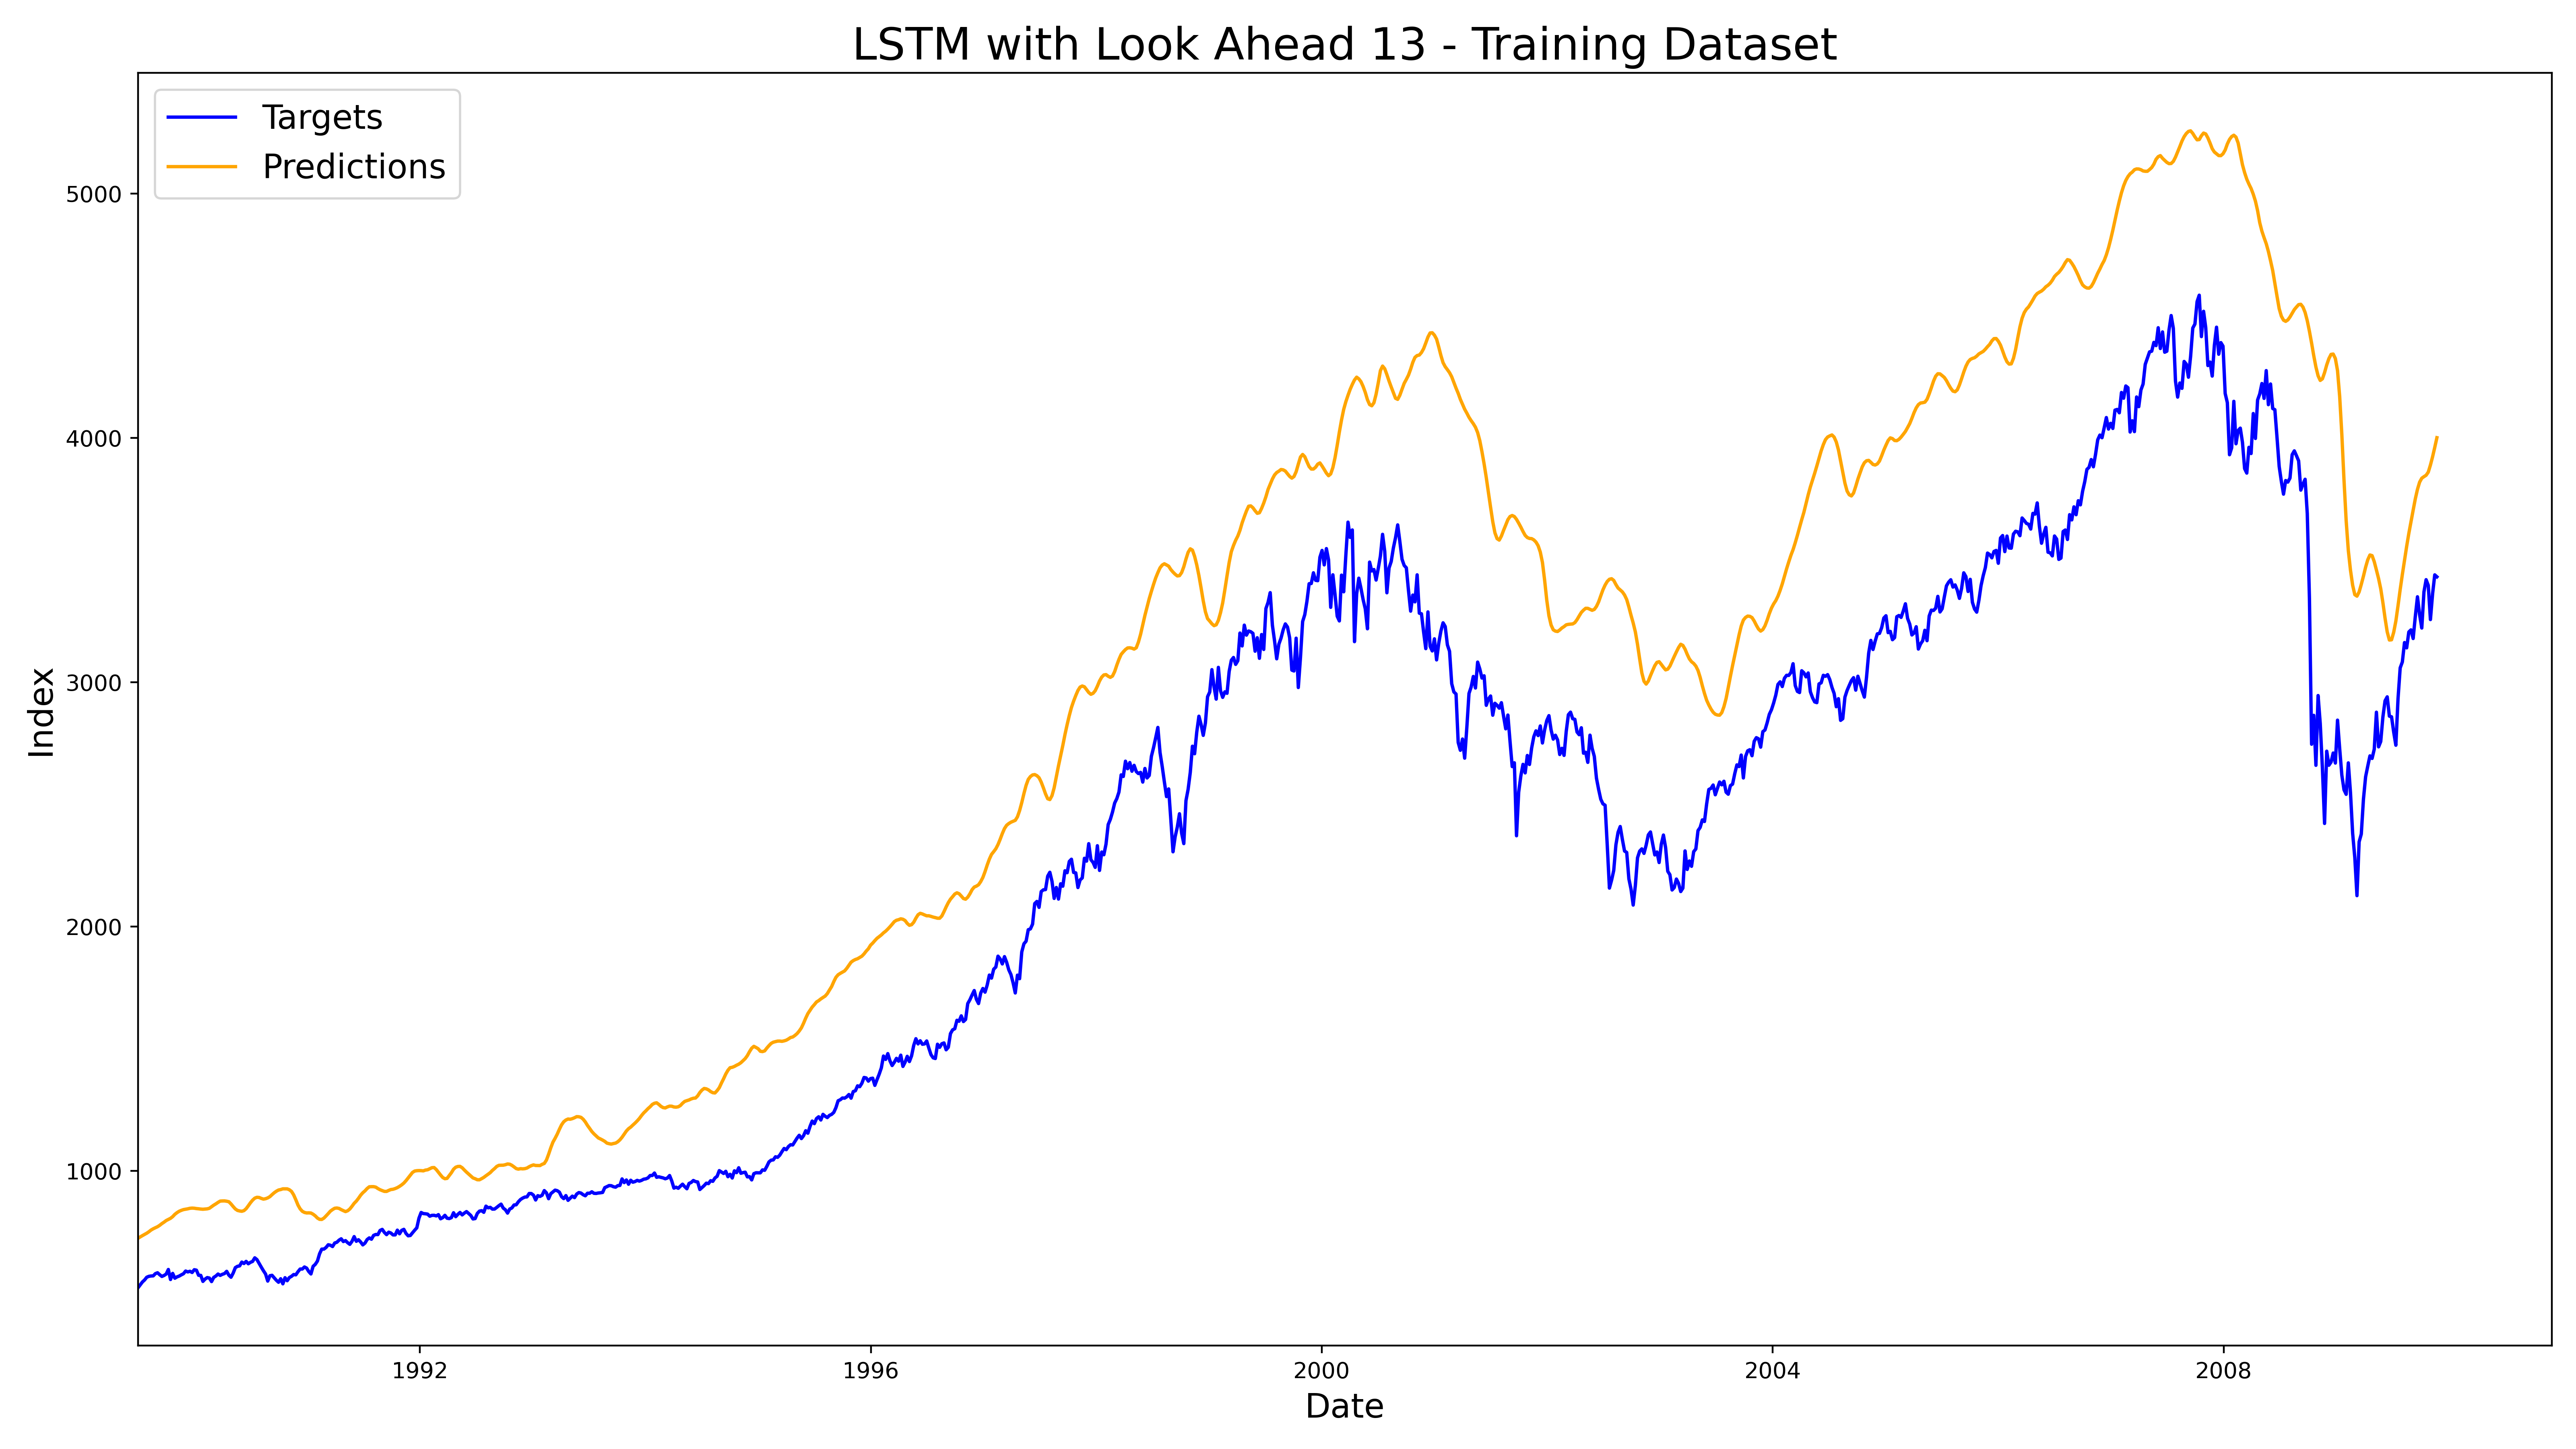 LSTM with Look Ahead 13 - Training Dataset
Targets
Predictions
5000
4000
3000
2000
1000
Index
1992
1996
2000
2004
2008
Date